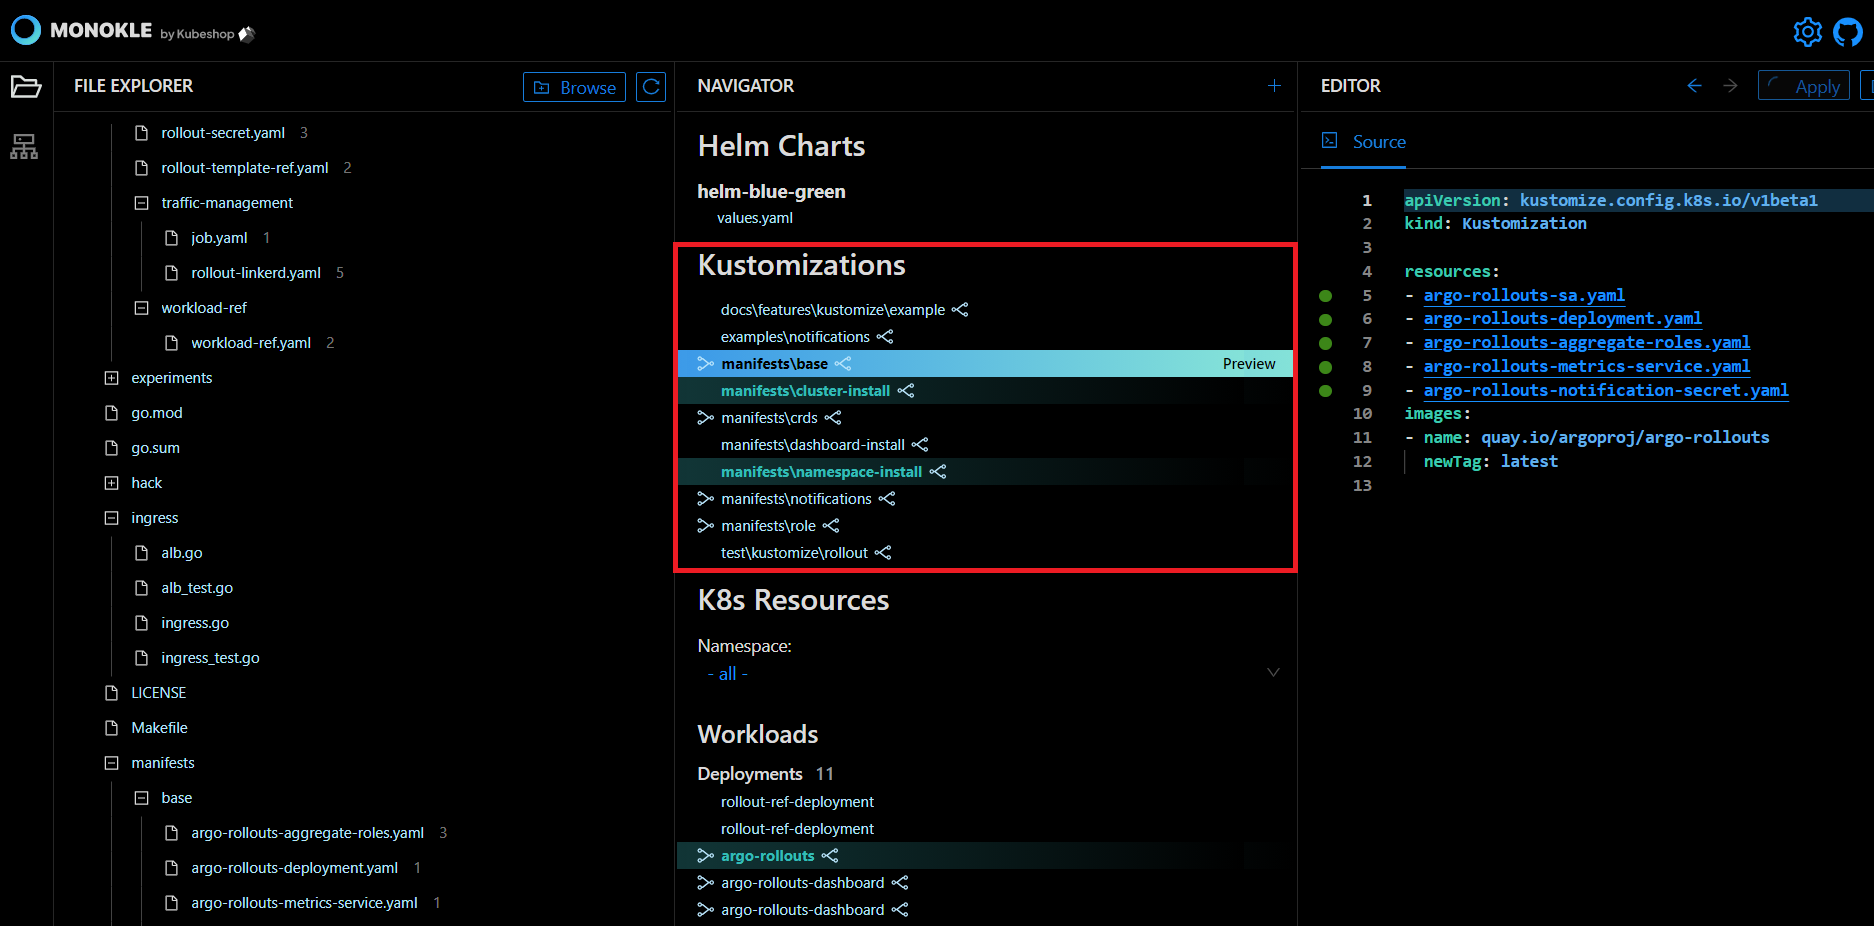 MONOKLE by Kubeshop
FILE EXPLORER
Browse
rollout-secret.yaml 3
rollout-template-ref.yaml 2
traffic-management
job.yaml 1
rollout-linkerd.yaml 5
workload-ref
workload-ref.yaml 2
experiments
go.mod
go.sum
hack
ingress
alb.go
alb_test.go
ingress.go
ingress_test.go
LICENSE
Makefile
manifests
base
argo-rollouts-aggregate-roles.yaml 3
argo-rollouts-deployment.yaml 1
argo-rollouts-metrics-service.yaml 1
NAVIGATOR
Helm Charts
helm-blue-green
values.yaml
Kustomizations
docs\features\kustomize\example
examples\notifications
manifests\base Preview
manifests\cluster-install
manifests\crds
manifests\dashboard-install
manifests\namespace-install
manifests\notifications
manifests\role
test\kustomize\rollout
K8s Resources
Namespace:
- all -
Workloads
Deployments 11
rollout-ref-deployment
rollout-ref-deployment
argo-rollouts
argo-rollouts-dashboard
argo-rollouts-dashboard
EDITOR
Apply
Source
1 apiVersion: kustomize.config.k8s.io/v1beta1
2 kind: Kustomization
3
4 resources:
5 - argo-rollouts-sa.yaml
6 - argo-rollouts-deployment.yaml
7 - argo-rollouts-aggregate-roles.yaml
8 - argo-rollouts-metrics-service.yaml
9 - argo-rollouts-notification-secret.yaml
10 images:
11 - name: quay.io/argoproj/argo-rollouts
12 newTag: latest
13